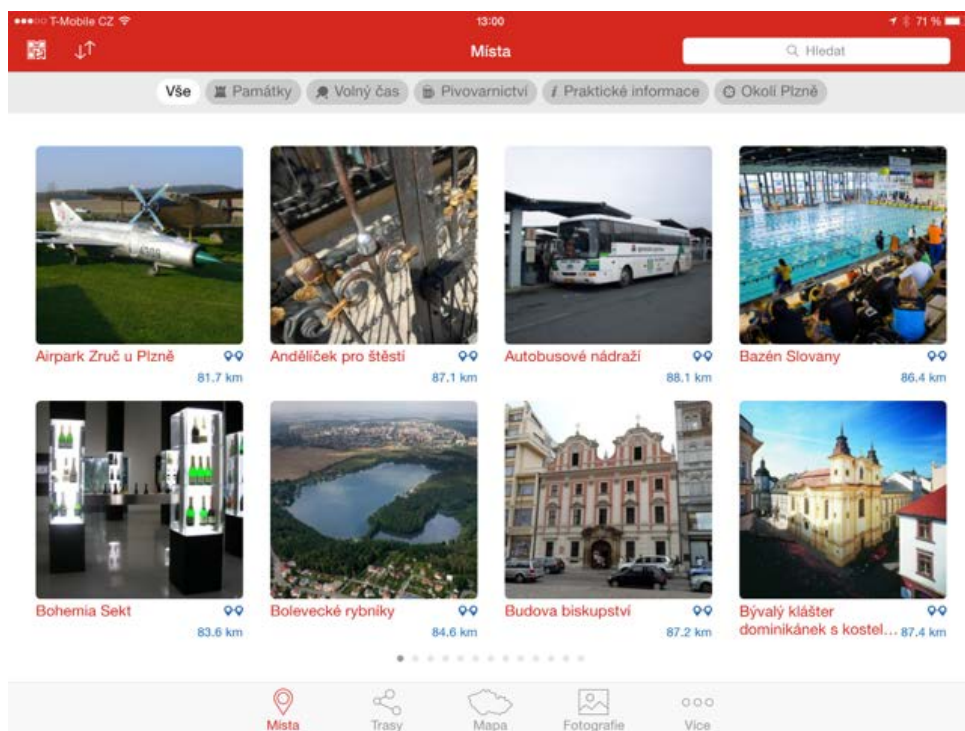 T-Mobile CZ 13:00 71 %
Místa
Hledat
Vše Památky Volný čas Pivovarnictví Praktické informace Okolí Plzně
Airpark Zruč u Plzně
81.7 km
Andělíček pro štěstí
87.1 km
Autobusové nádraží
88.1 km
Bazén Slovany
86.4 km
Bohemia Sekt
83.6 km
Bolevecké rybníky
84.6 km
Budova biskupství
87.2 km
Bývalý klášter
dominikánek s kostel... 87.4 km
Místa Trasy Mapa Fotografie Více